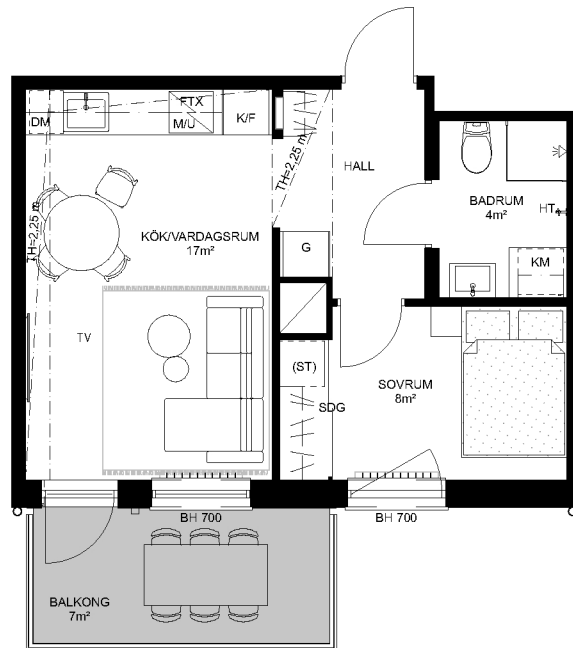 DM
FTX
M/U
K/F
TH=2,25 m
HALL
BADRUM
4m²
HT
TH=2,25 m
KÖK/VARDAGSRUM
17m²
G
KM
TV
(ST)
SOVRUM
8m²
SDG
BH 700
BH 700
BALKONG
7m²